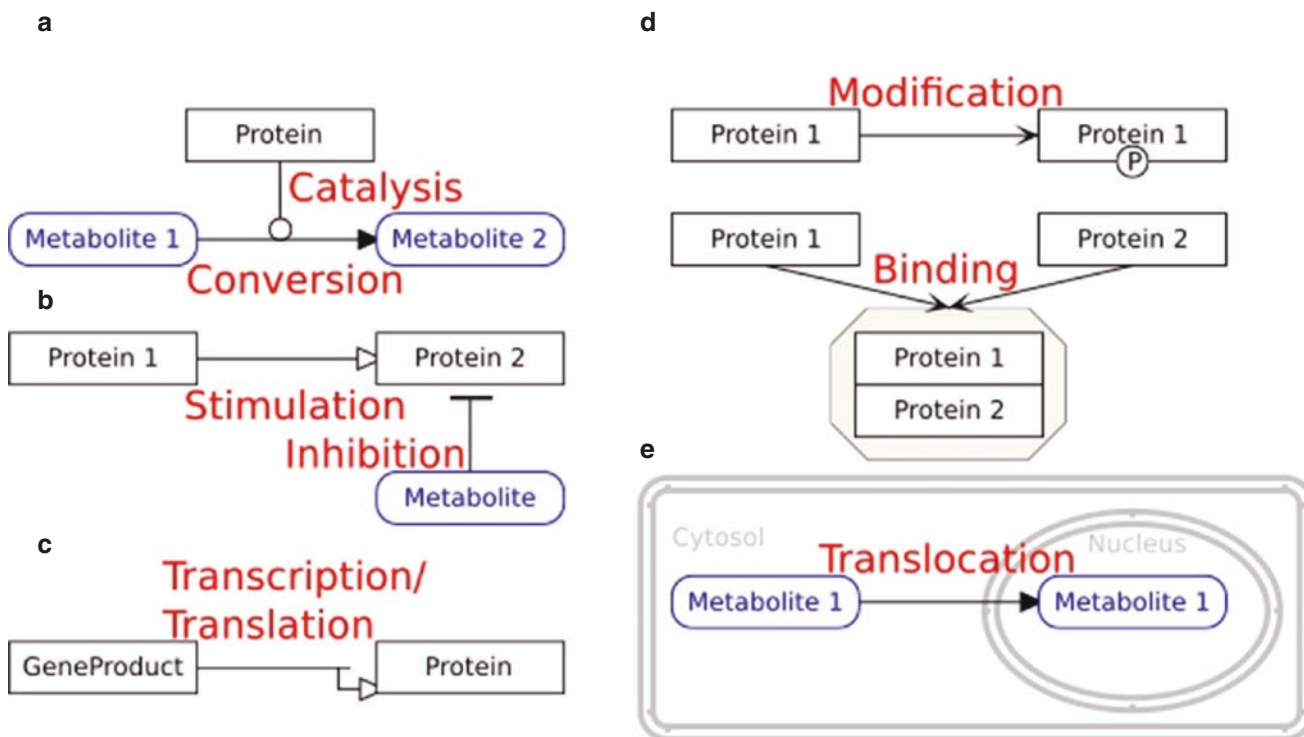 a
Protein
Catalysis
Metabolite 1
Metabolite 2
Conversion
b
Protein 1
Protein 2
Stimulation
Inhibition
Metabolite
c
Transcription/
Translation
GeneProduct
Protein
d
Modification
Protein 1
Protein 1
P
Protein 1
Protein 2
Binding
Protein 1
Protein 2
e
Cytosol
Nucleus
Translocation
Metabolite 1
Metabolite 1